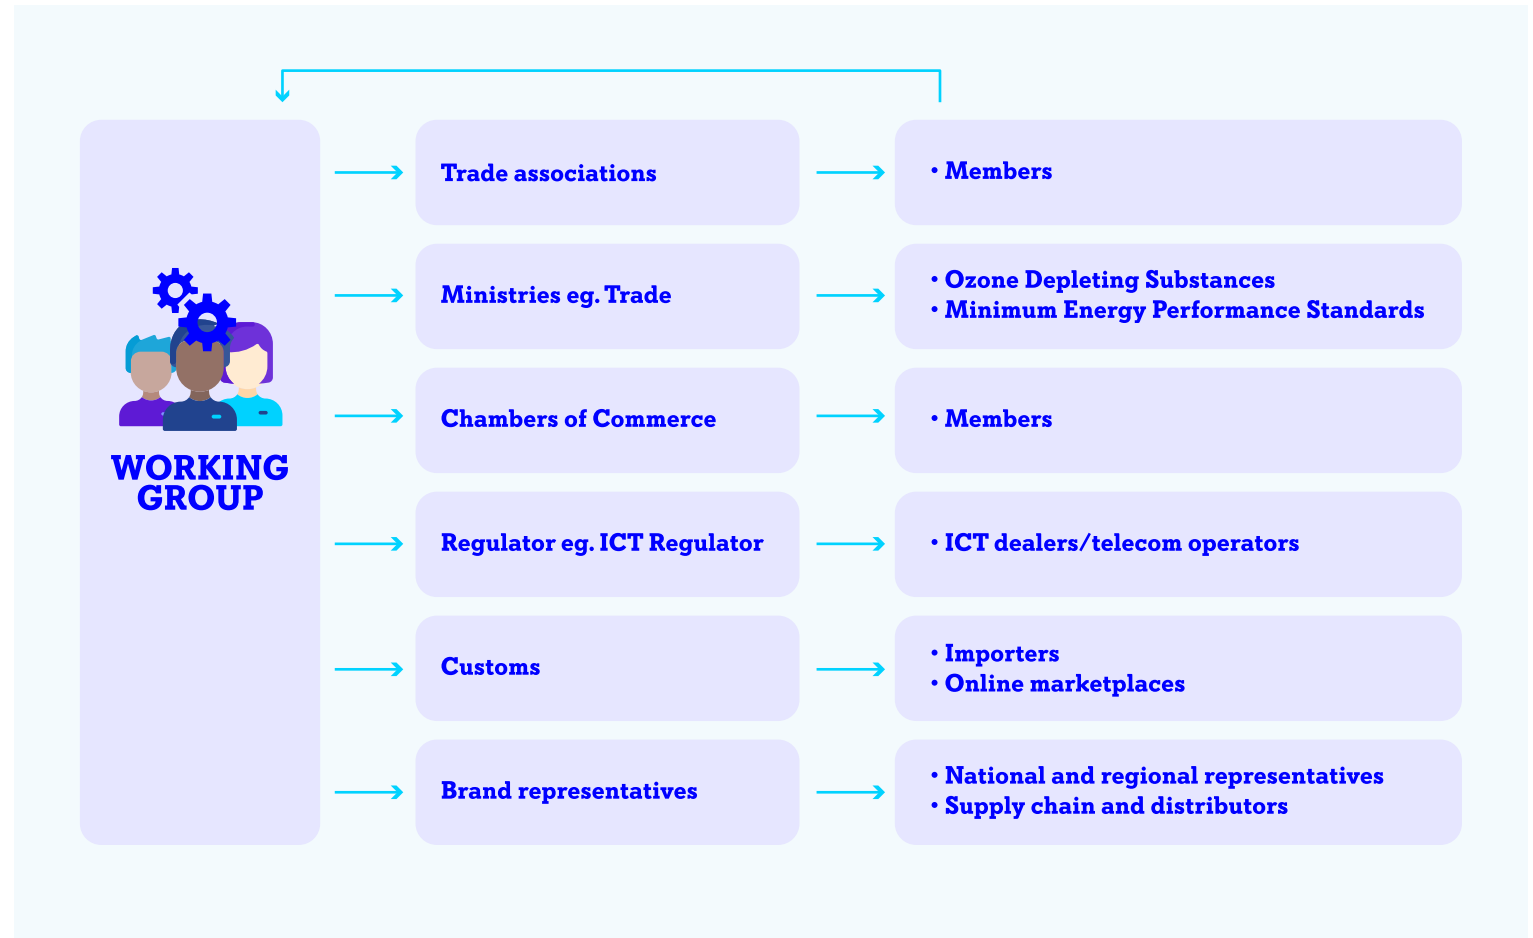 WORKING
GROUP
Trade associations
• Members
Ministries eg. Trade
• Ozone Depleting Substances
• Minimum Energy Performance Standards
Chambers of Commerce
• Members
Regulator eg. ICT Regulator
• ICT dealers/telecom operators
Customs
• Importers
• Online marketplaces
Brand representatives
• National and regional representatives
• Supply chain and distributors